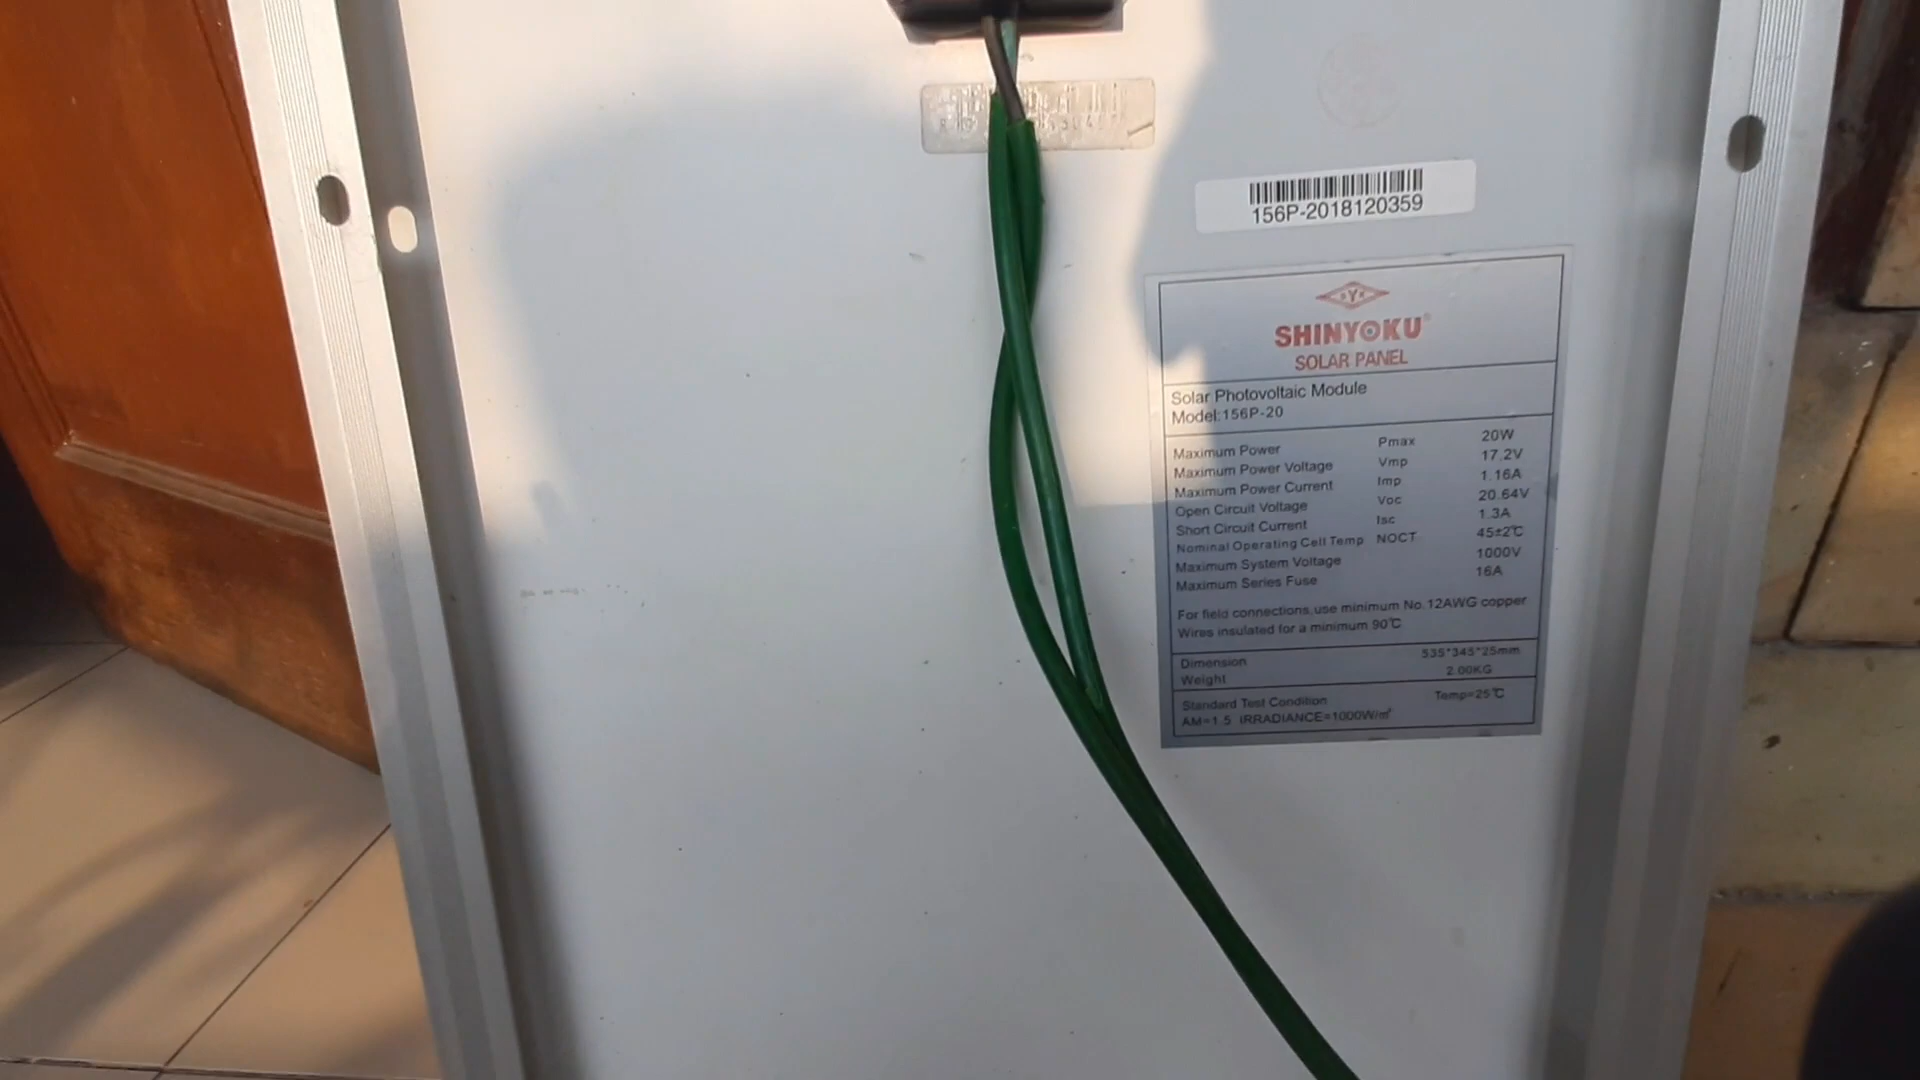 156P-2018120359
SYK
SHINYOKU®
SOLAR PANEL
Solar Photovoltaic Module
Model:156P-20
Maximum Power Pmax 20W
Maximum Power Voltage Vmp 17.2V
Maximum Power Current Imp 1.16A
Open Circuit Voltage Voc 20.64V
Short Circuit Current Isc 1.3A
Nominal Operating Cell Temp NOCT 45±2℃
Maximum System Voltage 1000V
Maximum Series Fuse 16A
For field connections,use minimum No.12AWG copper
Wires insulated for a minimum 90℃
Dimension 535*345*25mm
Weight 2.00KG
Standard Test Condition Temp=25℃
AM=1.5 IRRADIANCE=1000W/㎡